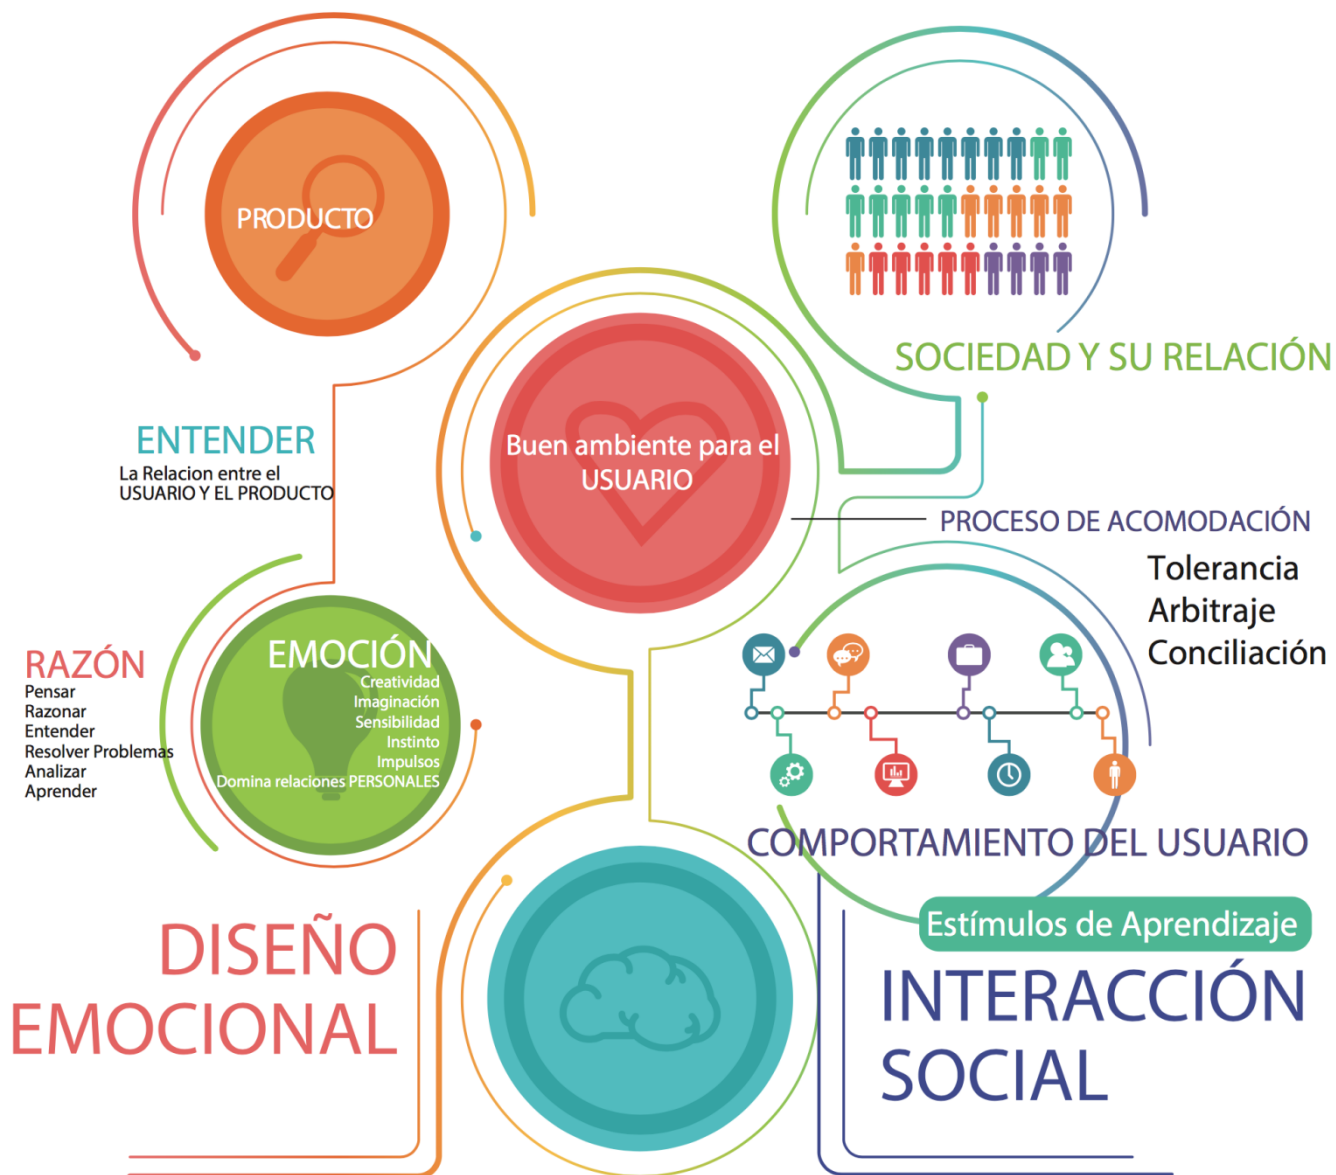 PRODUCTO
SOCIEDAD Y SU RELACIÓN
ENTENDER
La Relacion entre el
USUARIO Y EL PRODUCTO
Buen ambiente para el
USUARIO
PROCESO DE ACOMODACIÓN
Tolerancia
Arbitraje
Conciliación
RAZÓN
Pensar
Razonar
Entender
Resolver Problemas
Analizar
Aprender
EMOCIÓN
Creatividad
Imaginación
Sensibilidad
Instinto
Impulsos
Domina relaciones PERSONALES
COMPORTAMIENTO DEL USUARIO
Estímulos de Aprendizaje
DISEÑO
EMOCIONAL
INTERACCIÓN
SOCIAL